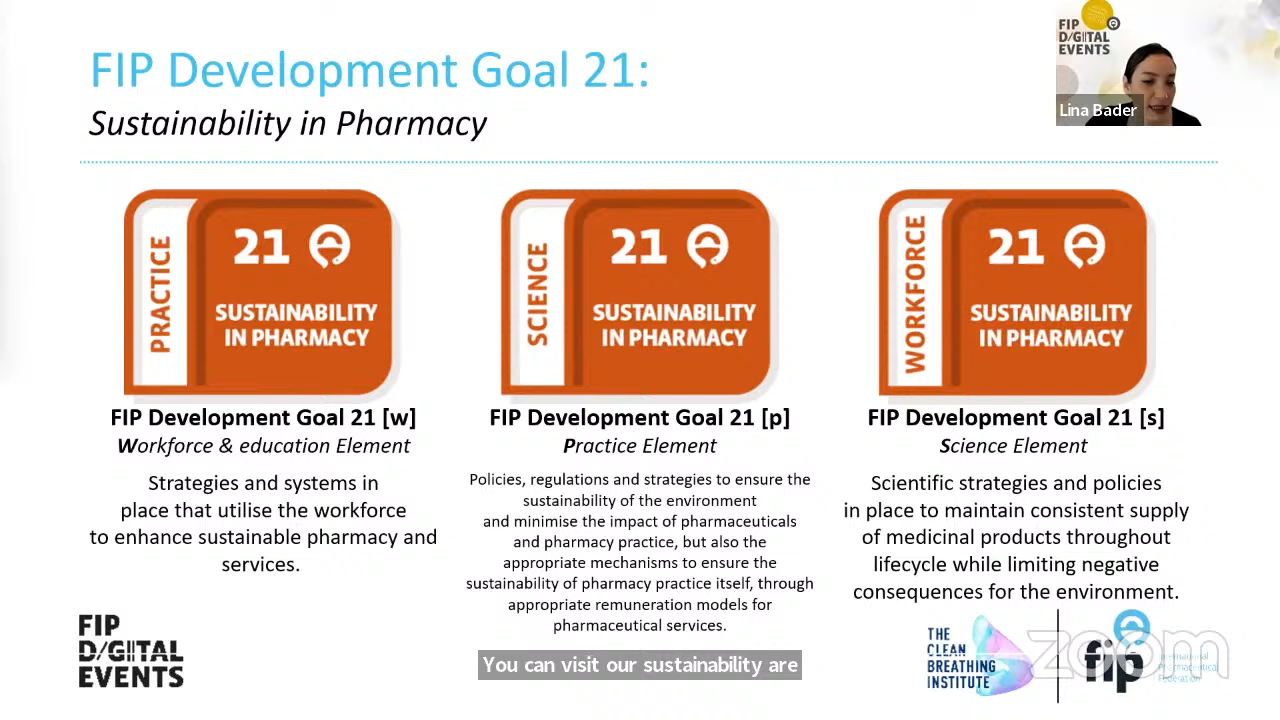 FIP Development Goal 21:
Sustainability in Pharmacy
FIP
DIGITAL
EVENTS
Lina Bader
PRACTICE
21
SUSTAINABILITY
IN PHARMACY
SCIENCE
21
SUSTAINABILITY
IN PHARMACY
WORKFORCE
21
SUSTAINABILITY
IN PHARMACY
FIP Development Goal 21 [w]
Workforce & education Element
Strategies and systems in
place that utilise the workforce
to enhance sustainable pharmacy and
services.
FIP Development Goal 21 [p]
Practice Element
Policies, regulations and strategies to ensure the
sustainability of the environment
and minimise the impact of pharmaceuticals
and pharmacy practice, but also the
appropriate mechanisms to ensure the
sustainability of pharmacy practice itself, through
appropriate remuneration models for
pharmaceutical services.
FIP Development Goal 21 [s]
Science Element
Scientific strategies and policies
in place to maintain consistent supply
of medicinal products throughout
lifecycle while limiting negative
consequences for the environment.
FIP
DIGITAL
EVENTS
You can visit our sustainability are
THE
CLEAN
BREATHING
INSTITUTE
fip
International
Pharmaceutical
Federation
zoom